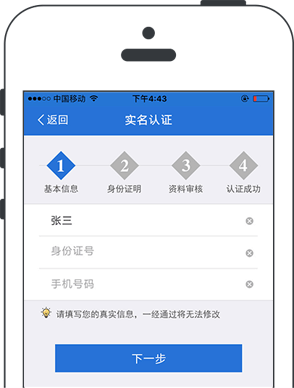 中国移动 下午4:43
返回 实名认证
1 2 3 4
基本信息 身份证明 资料审核 认证成功
张三
身份证号
手机号码
请填写您的真实信息，一经通过将无法修改
下一步